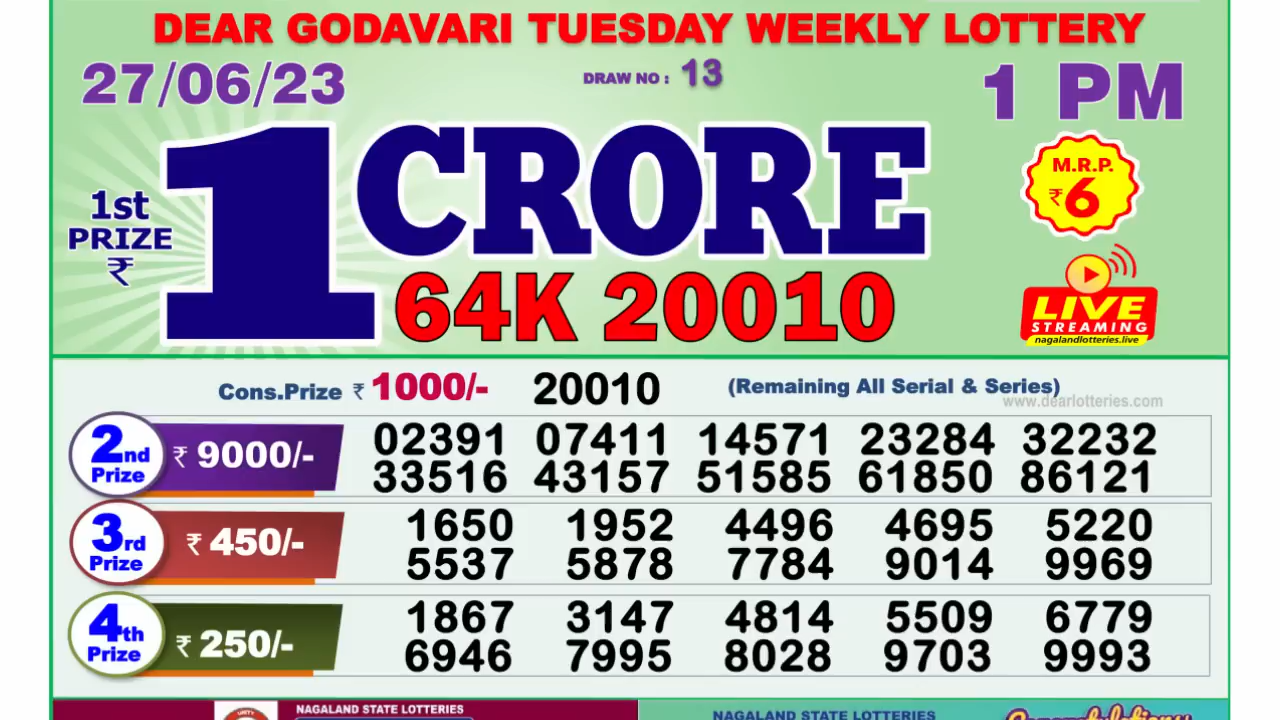 DEAR GODAVARI TUESDAY WEEKLY LOTTERY
27/06/23
DRAW NO : 13
1 PM
1st
PRIZE
₹
1 CRORE
64K 20010
M.R.P.
₹6
LIVE
STREAMING
nagalandlotteries.live
Cons.Prize ₹ 1000/- 20010 (Remaining All Serial & Series)
www.dearlotteries.com
2nd Prize ₹ 9000/-
02391 07411 14571 23284 32232
33516 43157 51585 61850 86121
3rd Prize ₹ 450/-
1650 1952 4496 4695 5220
5537 5878 7784 9014 9969
4th Prize ₹ 250/-
1867 3147 4814 5509 6779
6946 7995 8028 9703 9993
NAGALAND STATE LOTTERIES
NAGALAND STATE LOTTERIES